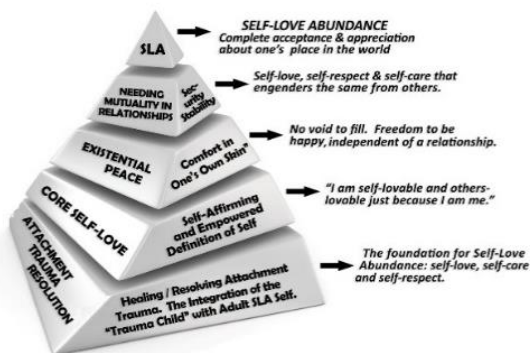 SLA
SELF-LOVE ABUNDANCE
Complete acceptance & appreciation
about one's place in the world
NEEDING
MUTUALITY IN
RELATIONSHIPS
Sec-
urity
Stability
Self-love, self-respect & self-care that
engenders the same from others.
EXISTENTIAL
PEACE
Comfort in
One's Own Skin"
No void to fill. Freedom to be
happy, independent of a relationship.
CORE SELF-LOVE
Self-Affirming
and Empowered
Definition of Self
"I am self-lovable and others-
lovable just because I am me."
ATTACHMENT
TRAUMA
RESOLUTION
Healing / Resolving Attachment
Trauma. The Integration of the
"Trauma Child" with Adult SLA Self.
The foundation for Self-Love
Abundance: self-love, self-care
and self-respect.